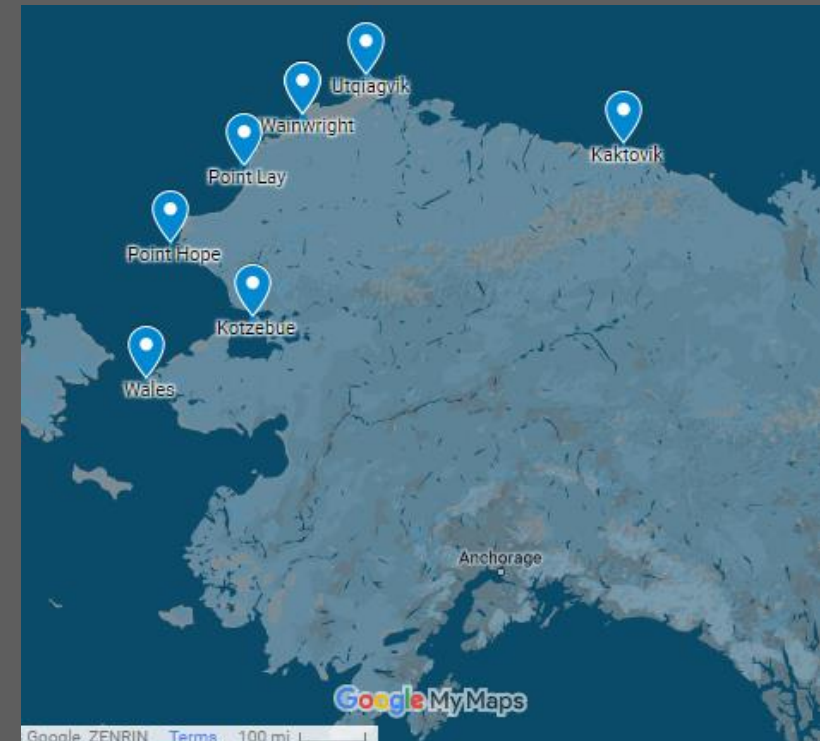 Utqiagvik
Wainwright
Kaktovik
Point Lay
Point Hope
Kotzebue
Wales
Anchorage
Google My Maps
Google, ZENRIN Terms 100 mi